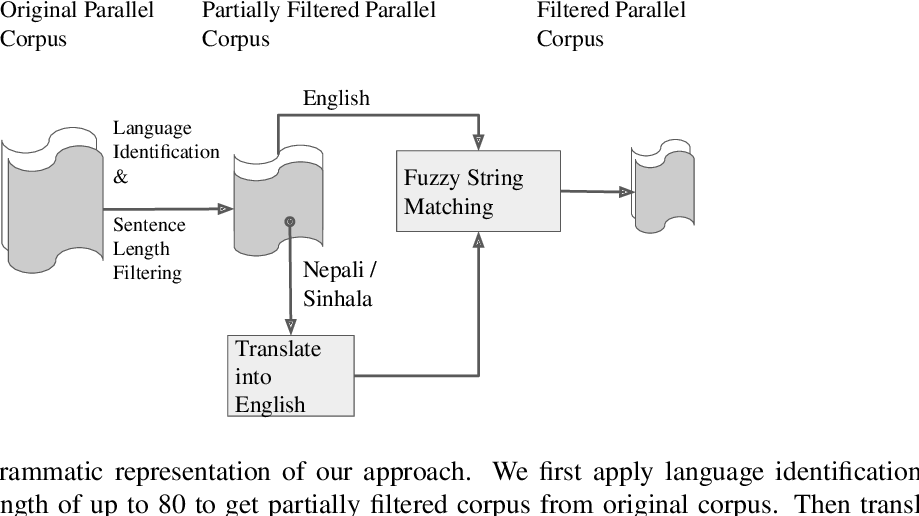 Original Parallel
Corpus
Partially Filtered Parallel
Corpus
Filtered Parallel
Corpus
English
Language
Identification
&
Sentence
Length
Filtering
Fuzzy String
Matching
Nepali /
Sinhala
Translate
into
English
rammatic representation of our approach. We first apply language identification
ngth of up to 80 to get partially filtered corpus from original corpus. Then transl